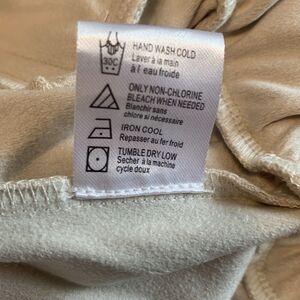 30C
HAND WASH COLD
Laver à la main
à l'eau froide
ONLY NON-CHLORINE
BLEACH WHEN NEEDED
Blanchir sans
chlore si nécessaire
IRON COOL
Repasser au fer froid
TUMBLE DRY LOW
Secher à la machine
cycle doux